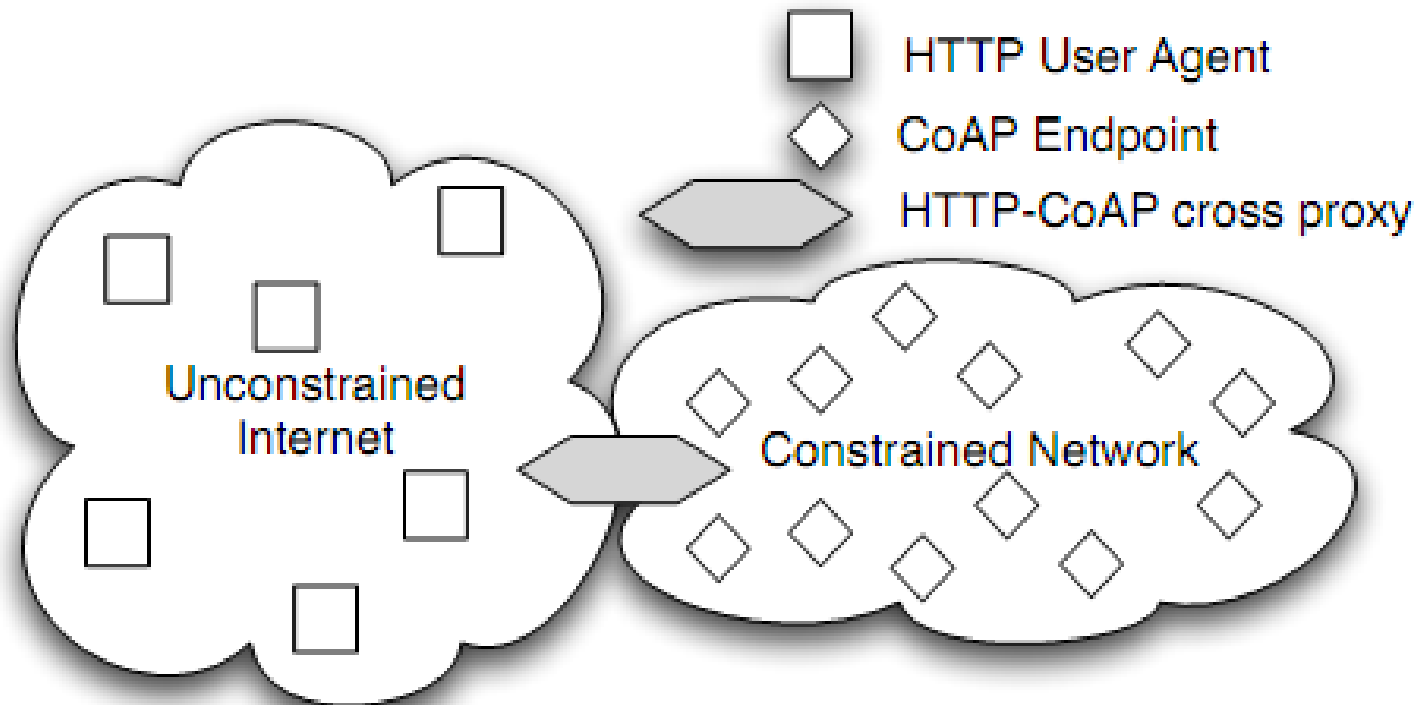 HTTP User Agent
CoAP Endpoint
HTTP-CoAP cross proxy
Unconstrained
Internet
Constrained Network